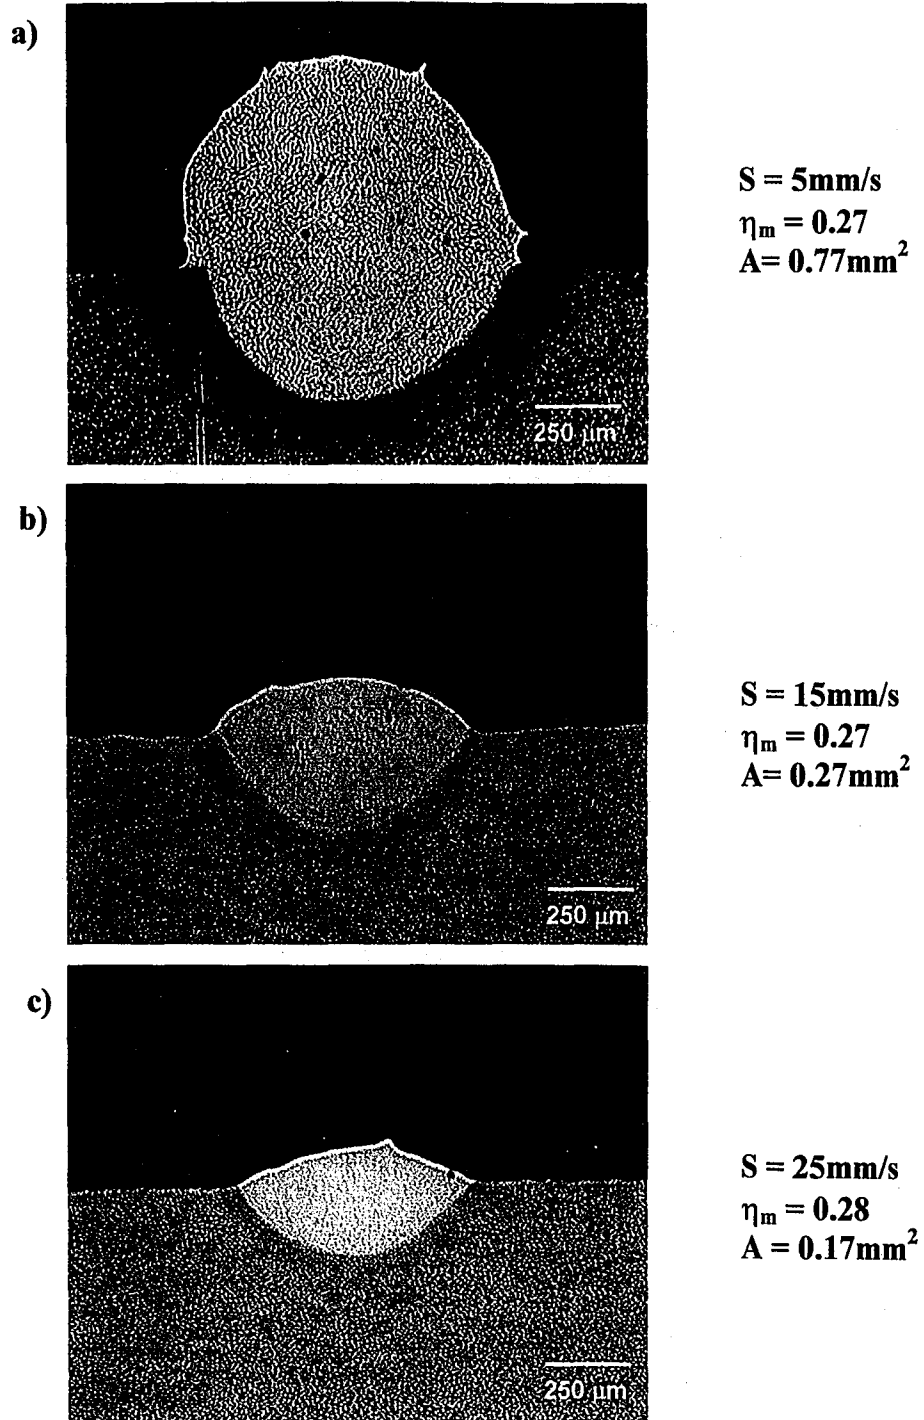 a)
S = 5mm/s
ηm = 0.27
A= 0.77mm²
250 μm
b)
S = 15mm/s
ηm = 0.27
A= 0.27mm²
250 μm
c)
S = 25mm/s
ηm = 0.28
A = 0.17mm²
250 μm